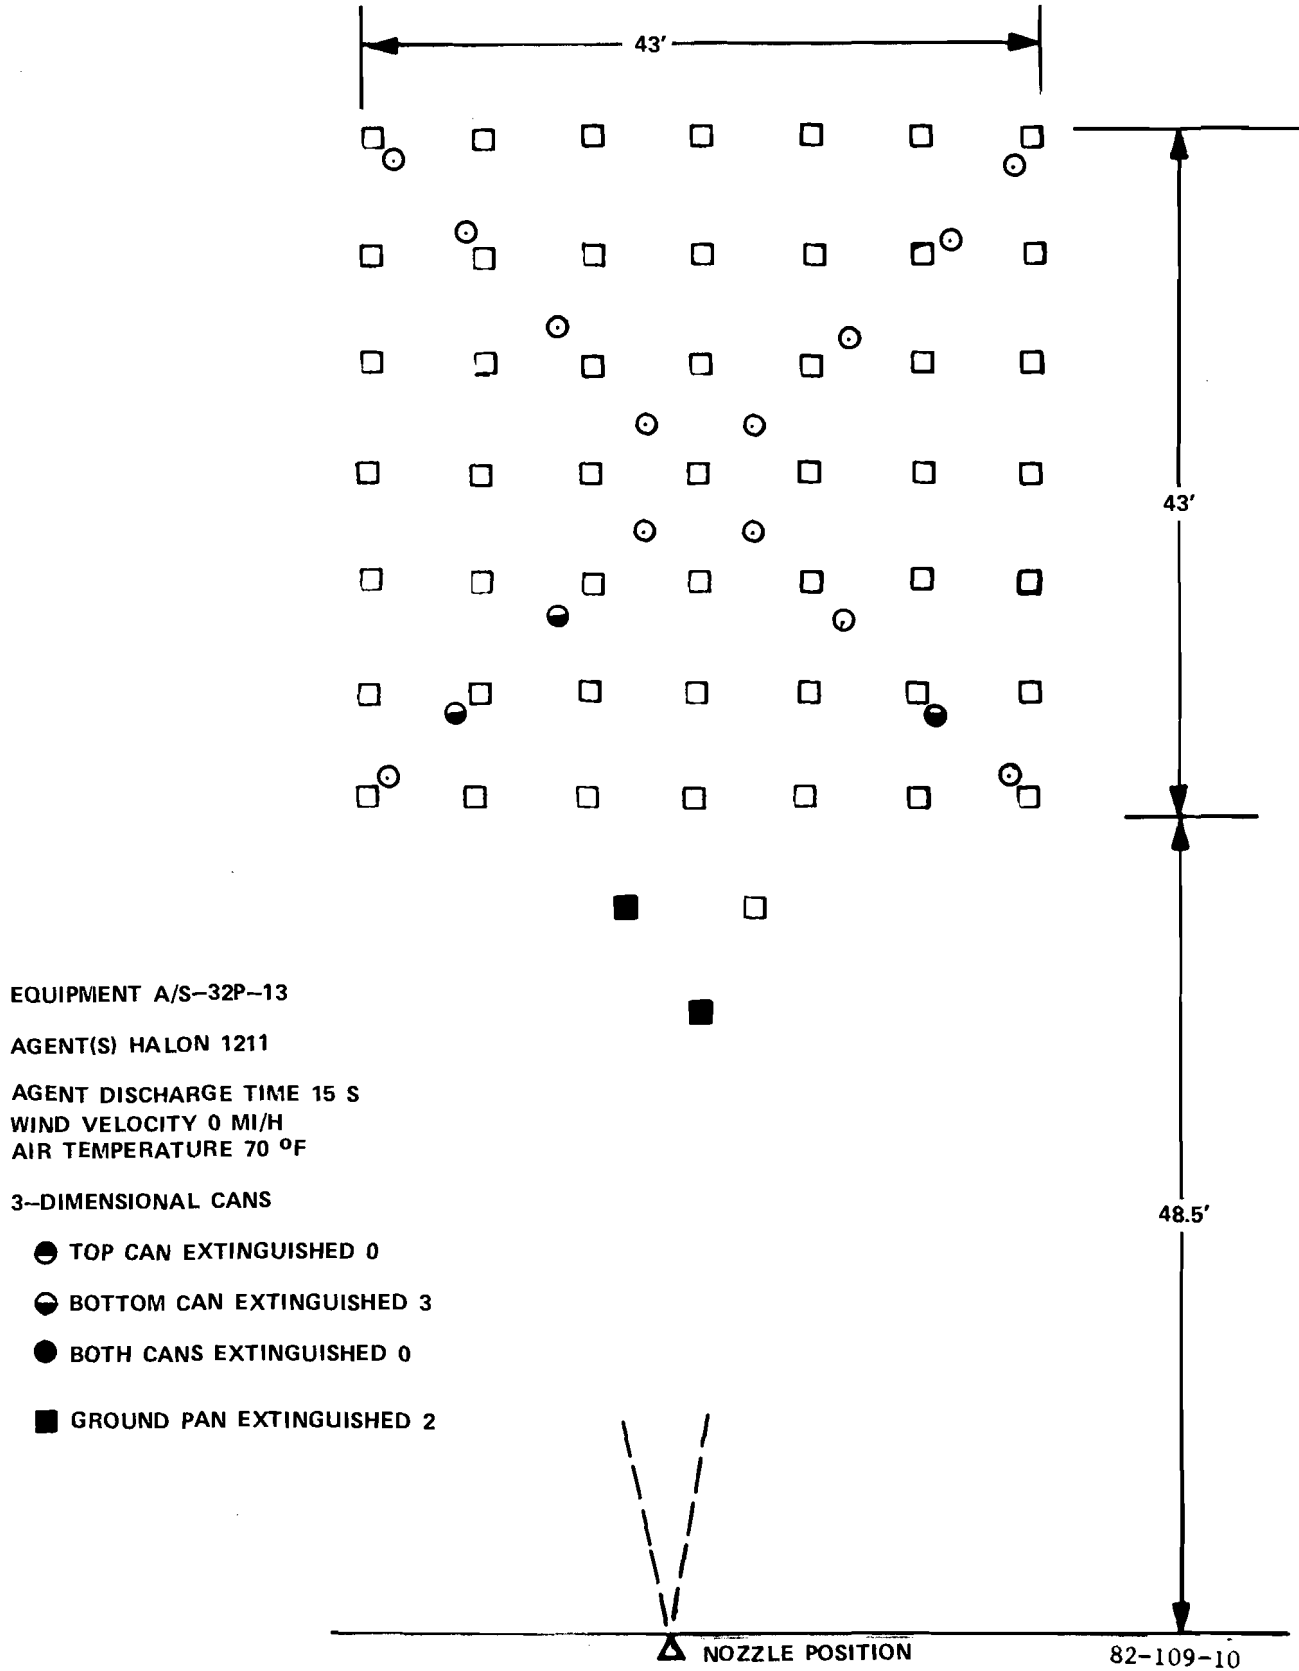 43'
43'
EQUIPMENT A/S-32P-13
AGENT(S) HALON 1211
AGENT DISCHARGE TIME 15 S
WIND VELOCITY 0 MI/H
AIR TEMPERATURE 70 °F
3-DIMENSIONAL CANS
TOP CAN EXTINGUISHED 0
BOTTOM CAN EXTINGUISHED 3
BOTH CANS EXTINGUISHED 0
GROUND PAN EXTINGUISHED 2
48.5'
NOZZLE POSITION
82-109-10